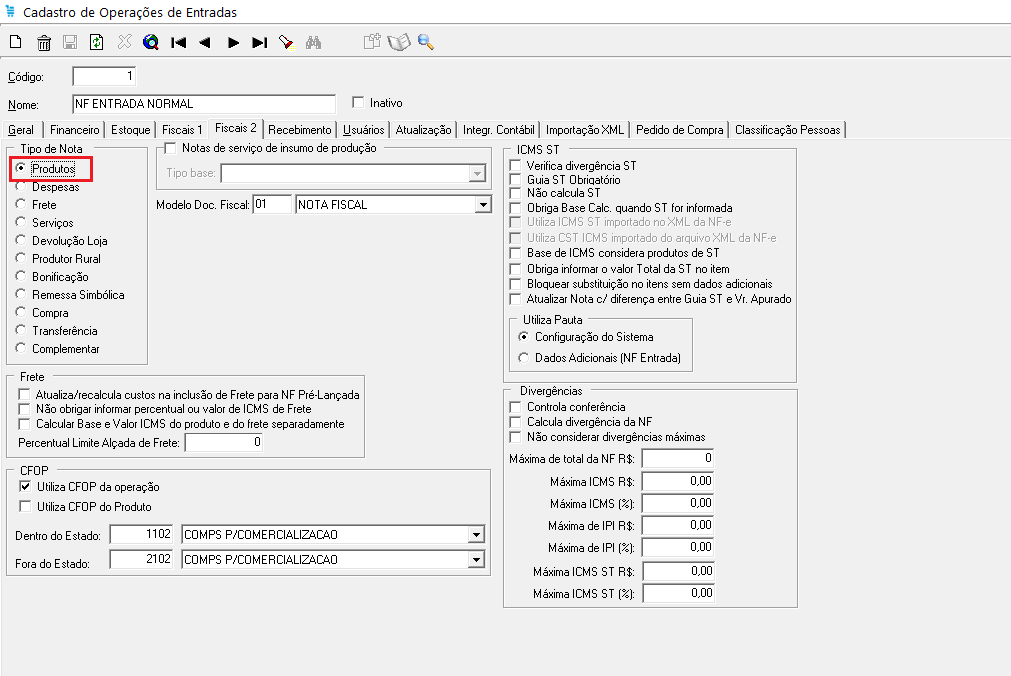 Cadastro de Operações de Entradas
Código: 1
Nome: NF ENTRADA NORMAL Inativo
Geral Financeiro Estoque Fiscais 1 Fiscais 2 Recebimento Usuários Atualização Integr. Contábil Importação XML Pedido de Compra Classificação Pessoas
Tipo de Nota
Produtos
Despesas
Frete
Serviços
Devolução Loja
Produtor Rural
Bonificação
Remessa Simbólica
Compra
Transferência
Complementar
Notas de serviço de insumo de produção
Tipo base:
Modelo Doc. Fiscal: 01 NOTA FISCAL
Frete
Atualiza/recalcula custos na inclusão de Frete para NF Pré-Lançada
Não obrigar informar percentual ou valor de ICMS de Frete
Calcular Base e Valor ICMS do produto e do frete separadamente
Percentual Limite Alçada de Frete: 0
CFOP
Utiliza CFOP da operação
Utiliza CFOP do Produto
Dentro do Estado: 1102 COMPS P/COMERCIALIZACAO
Fora do Estado: 2102 COMPS P/COMERCIALIZACAO
ICMS ST
Verifica divergência ST
Guia ST Obrigatório
Não calcula ST
Obriga Base Calc. quando ST for informada
Utiliza ICMS ST importado no XML da NF-e
Utiliza CST ICMS importado do arquivo XML da NF-e
Base de ICMS considera produtos de ST
Obriga informar o valor Total da ST no item
Bloquear substituição no itens sem dados adicionais
Atualizar Nota c/ diferença entre Guia ST e Vr. Apurado
Utiliza Pauta
Configuração do Sistema
Dados Adicionais (NF Entrada)
Divergências
Controla conferência
Calcula divergência da NF
Não considerar divergências máximas
Máxima de total da NF R$: 0
Máxima ICMS R$: 0,00
Máxima ICMS (%): 0,00
Máxima de IPI R$: 0,00
Máxima de IPI (%): 0,00
Máxima ICMS ST R$: 0,00
Máxima ICMS ST (%): 0,00